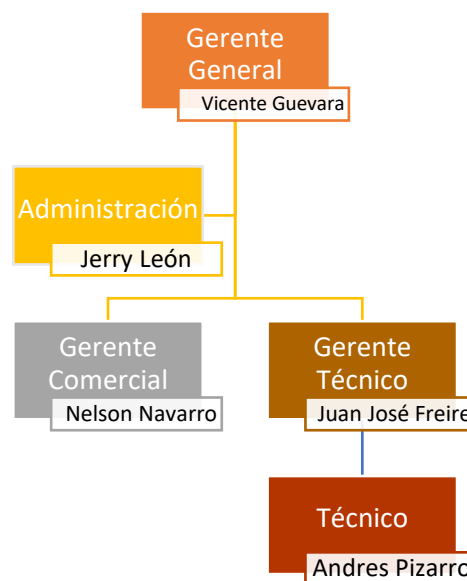 Gerente
General
Vicente Guevara
Administración
Jerry León
Gerente
Comercial
Nelson Navarro
Gerente
Técnico
Juan José Freire
Técnico
Andres Pizarro